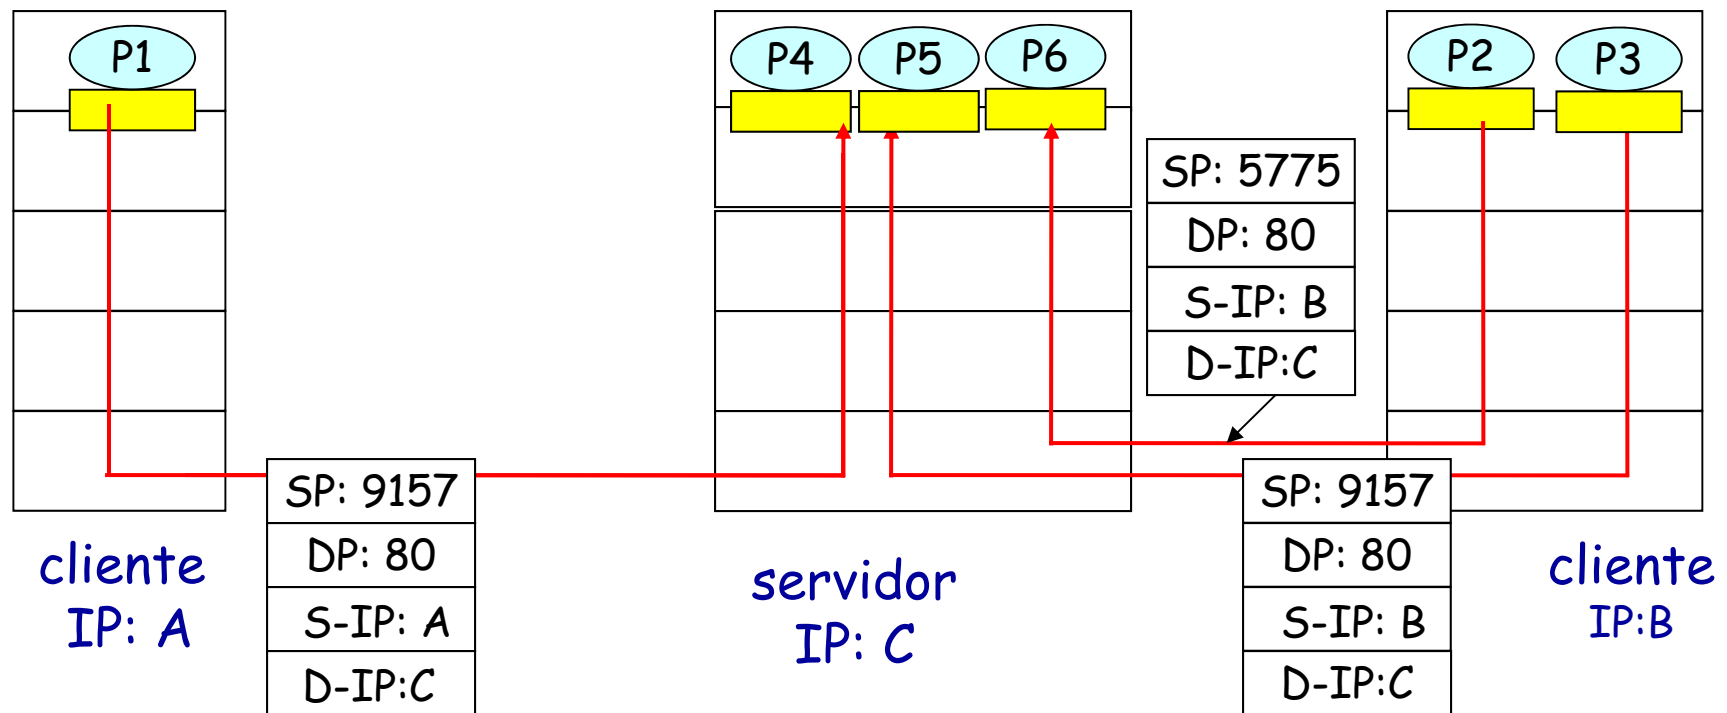 P1
P4
P5
P6
P2
P3
SP: 5775
DP: 80
S-IP: B
D-IP:C
SP: 9157
DP: 80
S-IP: A
D-IP:C
SP: 9157
DP: 80
S-IP: B
D-IP:C
cliente
IP: A
servidor
IP: C
cliente
IP:B